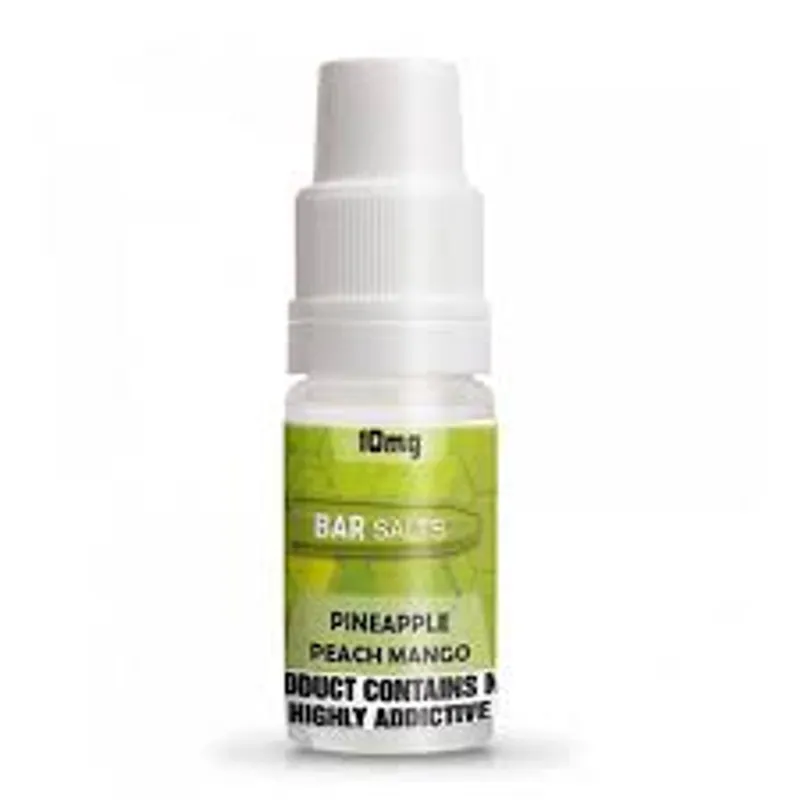 10mg
BAR SALTS
PINEAPPLE
PEACH MANGO
ODUCT CONTAINS
HIGHLY ADDICTIVE